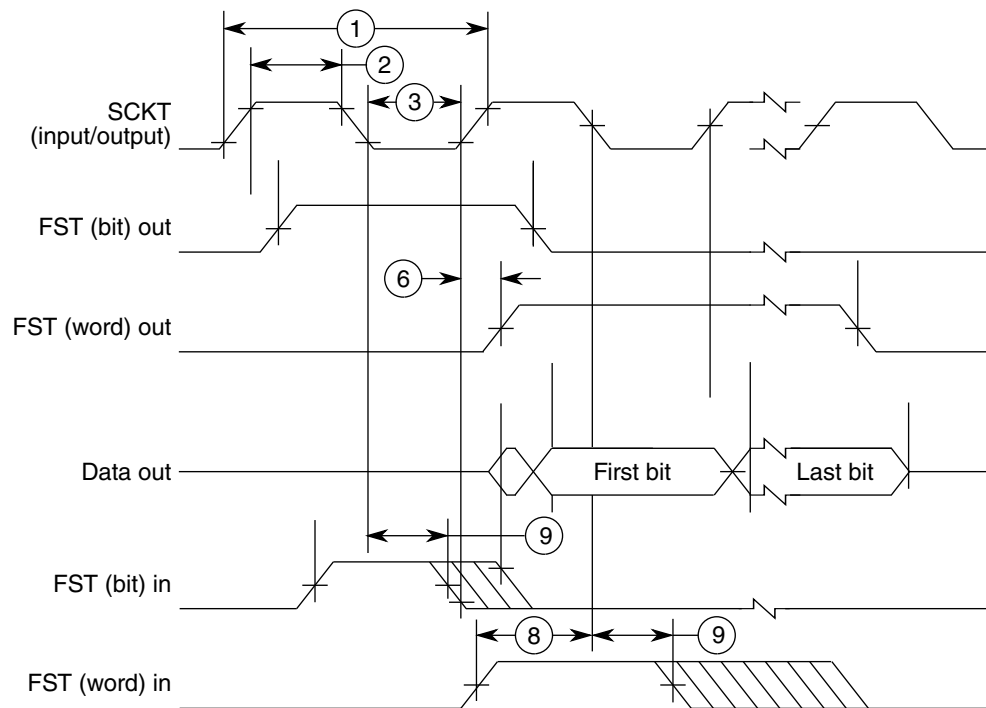 1
2
3
SCKT
(input/output)
FST (bit) out
6
FST (word) out
Data out
First bit
Last bit
9
FST (bit) in
8
9
FST (word) in